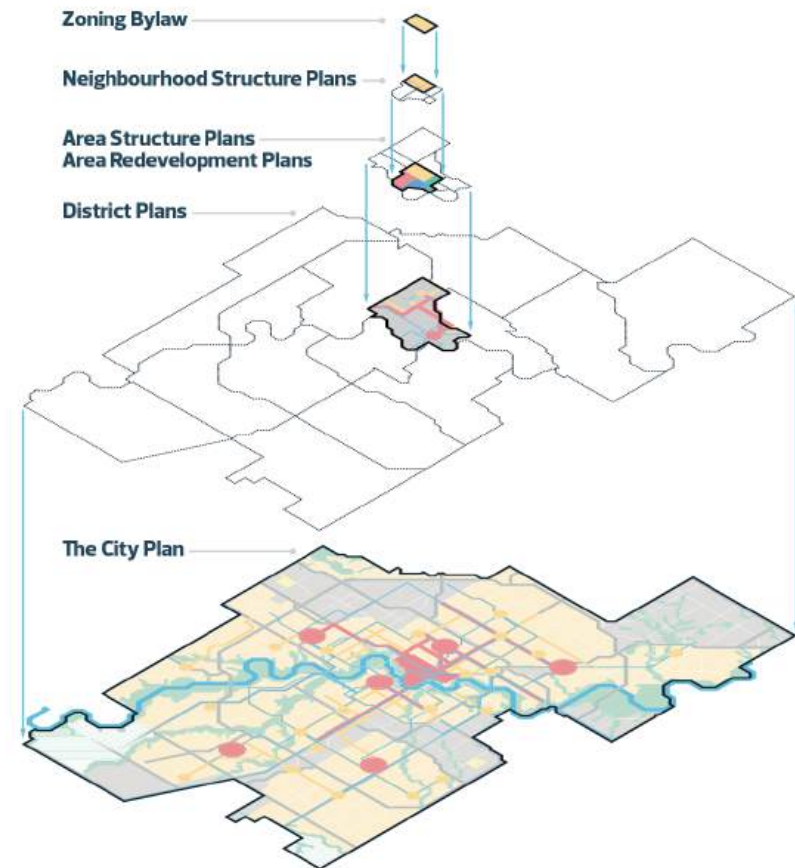 Zoning Bylaw
Neighbourhood Structure Plans
Area Structure Plans
Area Redevelopment Plans
District Plans
The City Plan